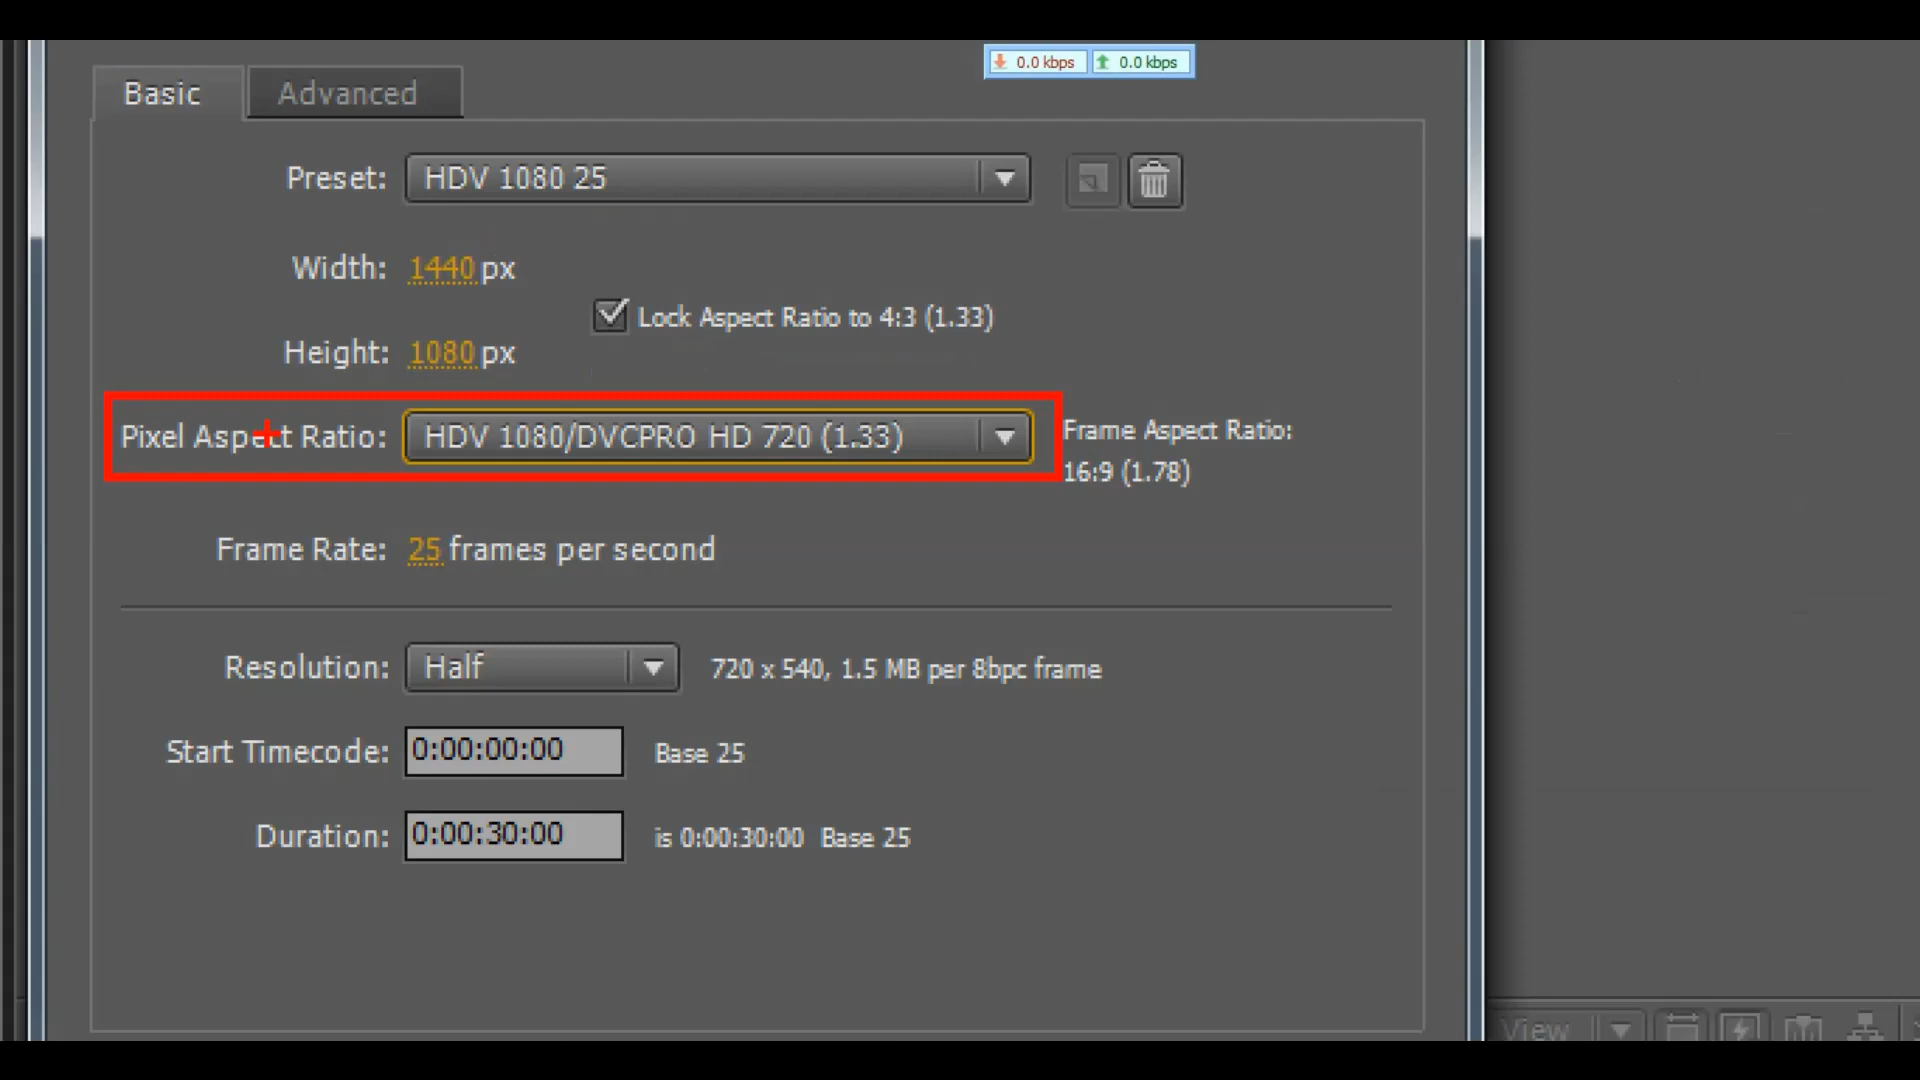 0.0 kbps 0.0 kbps
Basic Advanced
Preset: HDV 1080 25
Width: 1440 px
Lock Aspect Ratio to 4:3 (1.33)
Height: 1080 px
Pixel Aspect Ratio: HDV 1080/DVCPRO HD 720 (1.33) Frame Aspect Ratio:
16:9 (1.78)
Frame Rate: 25 frames per second
Resolution: Half 720 x 540, 1.5 MB per 8bpc frame
Start Timecode: 0:00:00:00 Base 25
Duration: 0:00:30:00 is 0:00:30:00 Base 25
View